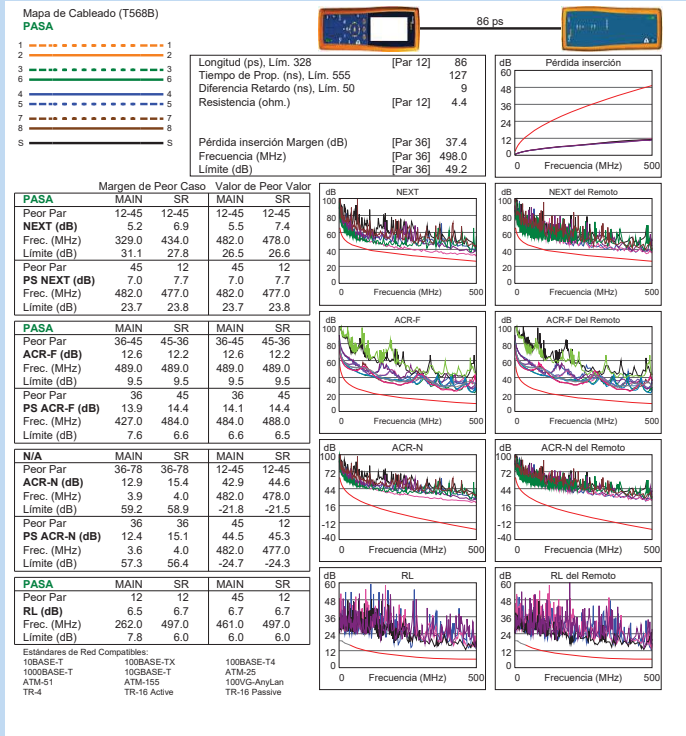 Mapa de Cableado (T568B)
PASA
1 1
2 2
3 3
6 6
4 4
5 5
7 7
8 8
S S
86 ps
Longitud (ps), Lím. 328 [Par 12] 86
Tiempo de Prop. (ns), Lím. 555 127
Diferencia Retardo (ns), Lím. 50 9
Resistencia (ohm.) [Par 12] 4.4
Pérdida inserción Margen (dB) [Par 36] 37.4
Frecuencia (MHz) [Par 36] 498.0
Límite (dB) [Par 36] 49.2
dB Pérdida inserción
60
48
36
24
12
0
0 Frecuencia (MHz) 500
Margen de Peor Caso Valor de Peor Valor
PASA MAIN SR MAIN SR
Peor Par 12-45 12-45 12-45 12-45
NEXT (dB) 5.2 6.9 5.5 7.4
Frec. (MHz) 329.0 434.0 482.0 478.0
Límite (dB) 31.1 27.8 26.5 26.6
Peor Par 45 12 45 12
PS NEXT (dB) 7.0 7.7 7.0 7.7
Frec. (MHz) 482.0 477.0 482.0 477.0
Límite (dB) 23.7 23.8 23.7 23.8
PASA MAIN SR MAIN SR
Peor Par 36-45 45-36 36-45 45-36
ACR-F (dB) 12.6 12.2 12.6 12.2
Frec. (MHz) 489.0 489.0 489.0 489.0
Límite (dB) 9.5 9.5 9.5 9.5
Peor Par 36 45 36 45
PS ACR-F (dB) 13.9 14.4 14.1 14.4
Frec. (MHz) 427.0 484.0 484.0 488.0
Límite (dB) 7.6 6.6 6.6 6.5
N/A MAIN SR MAIN SR
Peor Par 36-78 36-78 12-45 12-45
ACR-N (dB) 12.9 15.4 42.9 44.6
Frec. (MHz) 3.9 4.0 482.0 478.0
Límite (dB) 59.2 58.9 -21.8 -21.5
Peor Par 36 36 45 12
PS ACR-N (dB) 12.4 15.1 44.5 45.3
Frec. (MHz) 3.6 4.0 482.0 477.0
Límite (dB) 57.3 56.4 -24.7 -24.3
PASA MAIN SR MAIN SR
Peor Par 12 12 45 12
RL (dB) 6.5 6.7 6.7 6.7
Frec. (MHz) 262.0 497.0 461.0 497.0
Límite (dB) 7.8 6.0 6.0 6.0
Estándares de Red Compatibles:
10BASE-T 100BASE-TX 100BASE-T4
1000BASE-T 10GBASE-T ATM-25
ATM-51 ATM-155 100VG-AnyLan
TR-4 TR-16 Active TR-16 Passive
dB NEXT
100
80
60
40
20
0
0 Frecuencia (MHz) 500
dB NEXT del Remoto
100
80
60
40
20
0
0 Frecuencia (MHz) 500
dB ACR-F
100
80
60
40
20
0
0 Frecuencia (MHz) 500
dB ACR-F Del Remoto
100
80
60
40
20
0
0 Frecuencia (MHz) 500
dB ACR-N
100
72
44
16
-12
-40
0 Frecuencia (MHz) 500
dB ACR-N del Remoto
100
72
44
16
-12
-40
0 Frecuencia (MHz) 500
dB RL
60
48
36
24
12
0
0 Frecuencia (MHz) 500
dB RL del Remoto
60
48
36
24
12
0
0 Frecuencia (MHz) 500